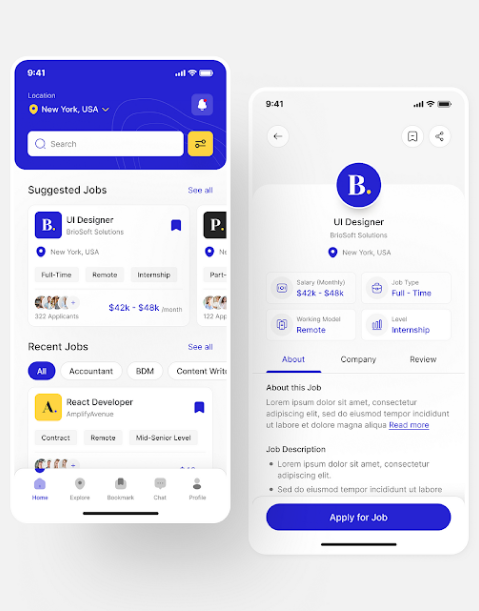 9:41
Location
New York, USA
Search
Suggested Jobs
See all
B.
UI Designer
BrioSoft Solutions
New York, USA
Full-Time
Remote
Internship
+
322 Applicants
$42k - $48k /month
P.
Ne
Part-
122 App
Recent Jobs
See all
All
Accountant
BDM
Content Write
A.
React Developer
AmplifyAvenue
Contract
Remote
Mid-Senior Level
Home
Explore
Bookmark
Chat
Profile
9:41
B.
UI Designer
BrioSoft Solutions
New York, USA
Salary (Monthly)
$42k - $48k
Job Type
Full - Time
Working Model
Remote
Level
Internship
About
Company
Review
About this Job
Lorem ipsum dolor sit amet, consectetur
adipiscing elit, sed do eiusmod tempor incididunt
ut labore et dolore magna aliqua Read more
Job Description
• Lorem ipsum dolor sit amet, consectetur
adipiscing elit.
• Sed do eiusmod tempor incididunt ut labore
Apply for Job